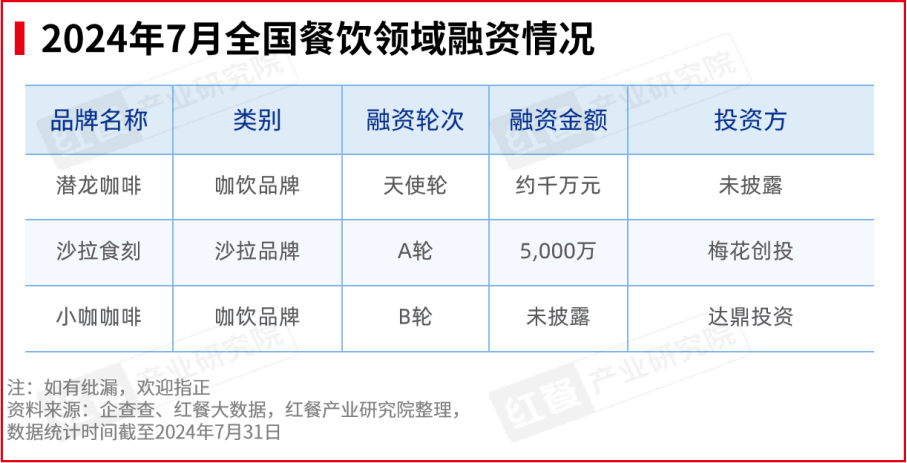 2024年7月全国餐饮领域融资情况
品牌名称 类别 融资轮次 融资金额 投资方
潜龙咖啡 咖饮品牌 天使轮 约千万元 未披露
沙拉食刻 沙拉品牌 A轮 5,000万 梅花创投
小咖咖啡 咖饮品牌 B轮 未披露 达鼎投资
注：如有纰漏，欢迎指正
资料来源：企查查、红餐大数据，红餐产业研究院整理，
数据统计时间截至2024年7月31日
红餐 产业研究院
红餐 产业研究院
红餐 产业研究院
红餐 产业研究院